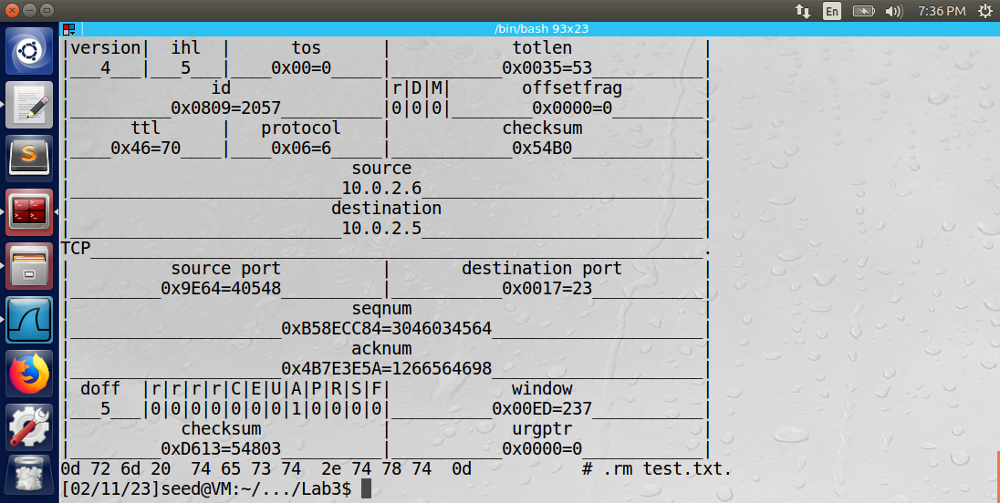 En 7:36 PM
/bin/bash 93x23
|version|  ihl  |      tos      |            totlen             |
|___4___|___5___|____0x00=0_____|___________0x0035=53___________|
|              id               |r|D|M|       offsetfrag        |
|__________0x0809=2057__________|0|0|0|________0x0000=0_________|
|      ttl      |   protocol    |           checksum            |
|____0x46=70____|____0x06=6_____|____________0x54B0_____________|
|                            source                             |
|___________________________10.0.2.6____________________________|
|                          destination                          |
|___________________________10.0.2.5____________________________|
TCP_____________________________________________________________.
|          source port          |       destination port        |
|_________0x9E64=40548__________|___________0x0017=23___________|
|                            seqnum                             |
|_____________________0xB58ECC84=3046034564_____________________|
|                            acknum                             |
|_____________________0x4B7E3E5A=1266564698_____________________|
| doff  |r|r|r|r|C|E|U|A|P|R|S|F|            window             |
|___5___|0|0|0|0|0|0|0|1|0|0|0|0|__________0x00ED=237___________|
|           checksum            |            urgptr             |
|_________0xD613=54803__________|___________0x0000=0____________|
0d 72 6d 20  74 65 73 74  2e 74 78 74  0d           # .rm test.txt.
[02/11/23]seed@VM:~/.../Lab3$